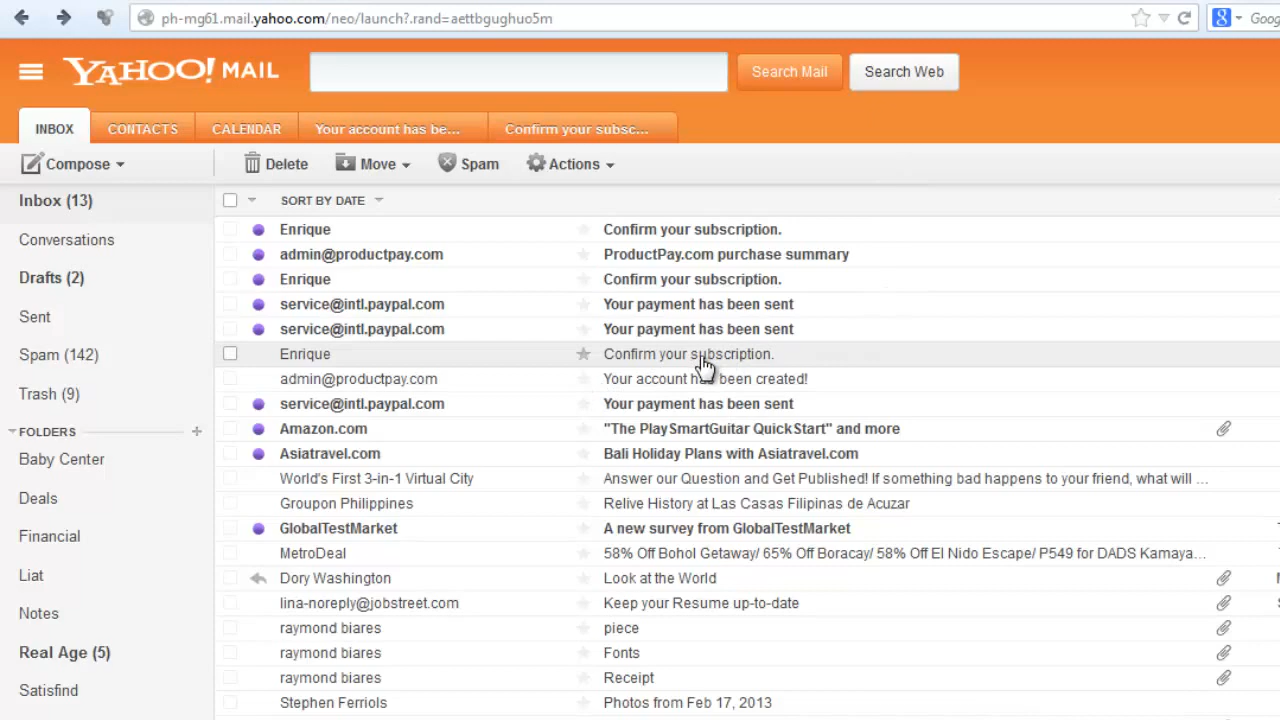 ph-mg61.mail.yahoo.com/neo/launch?.rand=aettbgughuo5m
8 Goog
YAHOO! MAIL
Search Mail
Search Web
INBOX
CONTACTS
CALENDAR
Your account has be...
Confirm your subsc...
Compose
Delete
Move
Spam
Actions
Inbox (13)
Conversations
Drafts (2)
Sent
Spam (142)
Trash (9)
FOLDERS
Baby Center
Deals
Financial
Liat
Notes
Real Age (5)
Satisfind
SORT BY DATE
Enrique Confirm your subscription.
admin@productpay.com ProductPay.com purchase summary
Enrique Confirm your subscription.
service@intl.paypal.com Your payment has been sent
service@intl.paypal.com Your payment has been sent
Enrique Confirm your subscription.
admin@productpay.com Your account has been created!
service@intl.paypal.com Your payment has been sent
Amazon.com "The PlaySmartGuitar QuickStart" and more
Asiatravel.com Bali Holiday Plans with Asiatravel.com
World's First 3-in-1 Virtual City Answer our Question and Get Published! If something bad happens to your friend, what will ...
Groupon Philippines Relive History at Las Casas Filipinas de Acuzar
GlobalTestMarket A new survey from GlobalTestMarket
MetroDeal 58% Off Bohol Getaway/ 65% Off Boracay/ 58% Off El Nido Escape/ P549 for DADS Kamaya...
Dory Washington Look at the World
lina-noreply@jobstreet.com Keep your Resume up-to-date
raymond biares piece
raymond biares Fonts
raymond biares Receipt
Stephen Ferriols Photos from Feb 17, 2013